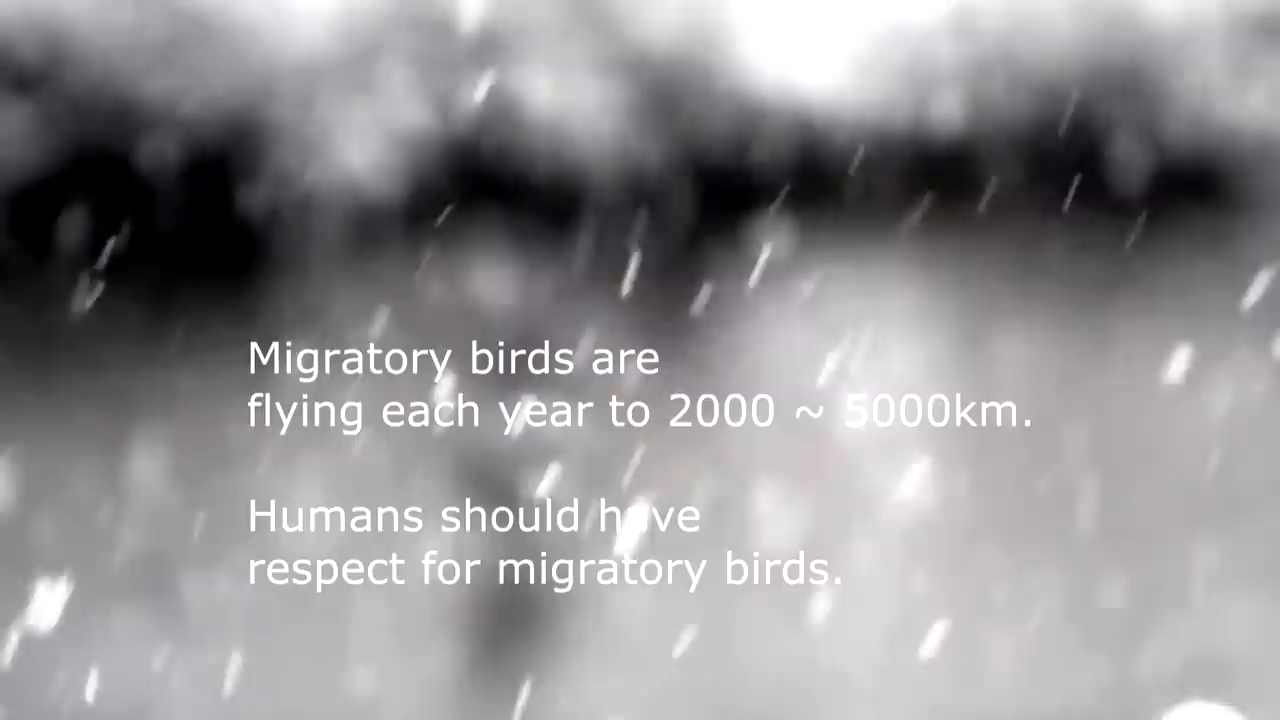 Migratory birds are
flying each year to 2000 ~ 5000km.
Humans should have
respect for migratory birds.